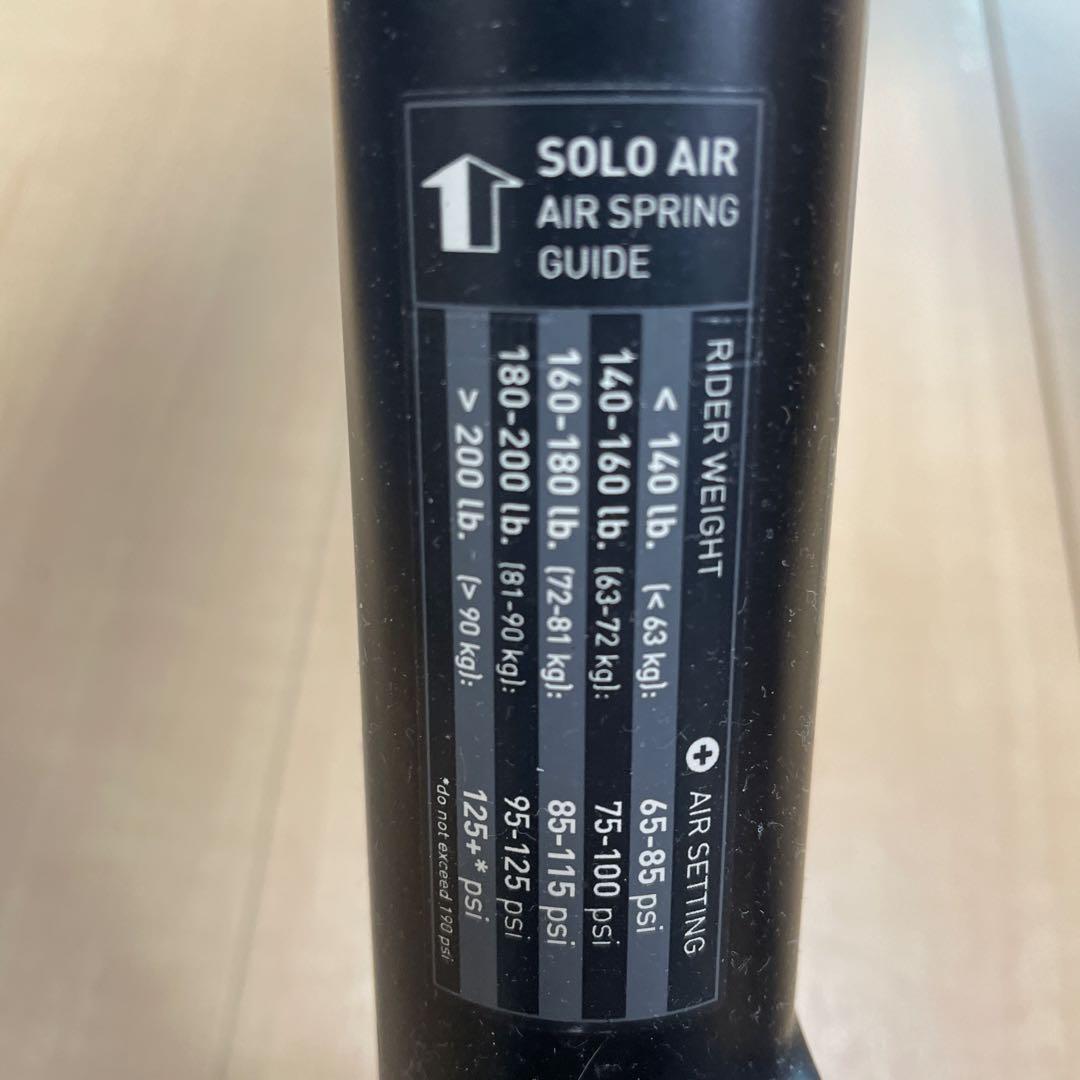 SOLO AIR
AIR SPRING
GUIDE
RIDER WEIGHT + AIR SETTING
< 140 lb. (< 63 kg): 65-85 psi
140-160 lb. (63-72 kg): 75-100 psi
160-180 lb. (72-81 kg): 85-115 psi
180-200 lb. (81-90 kg): 95-125 psi
> 200 lb. (> 90 kg): 125+* psi
*do not exceed 190 psi